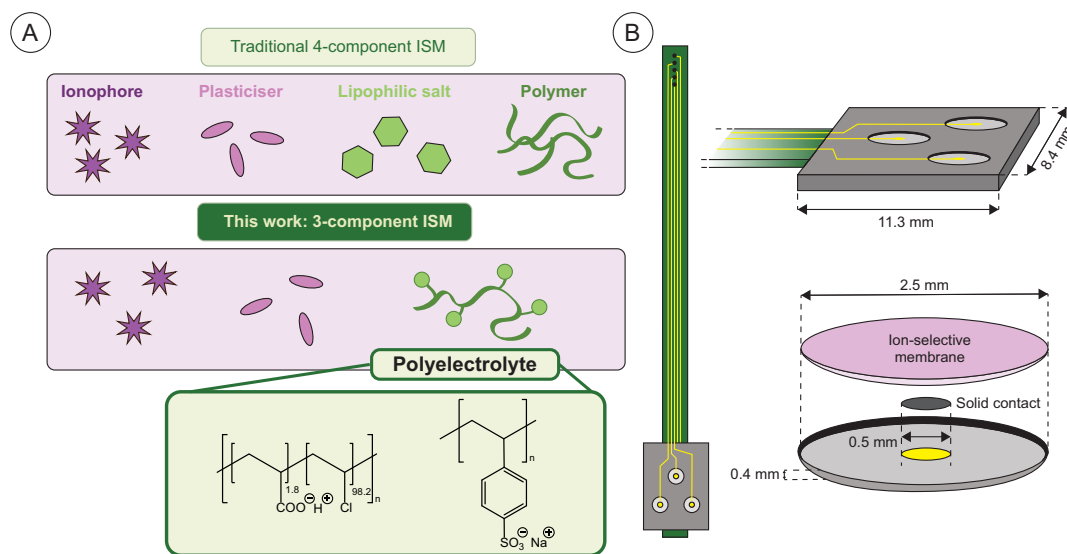 A
Traditional 4-component ISM
Ionophore
Plasticiser
Lipophilic salt
Polymer
This work: 3-component ISM
Polyelectrolyte
1.8
98.2
n
COO⊖ H⊕
Cl
n
SO3⊖ Na⊕
B
8.4 mm
11.3 mm
2.5 mm
Ion-selective
membrane
Solid contact
0.5 mm
0.4 mm